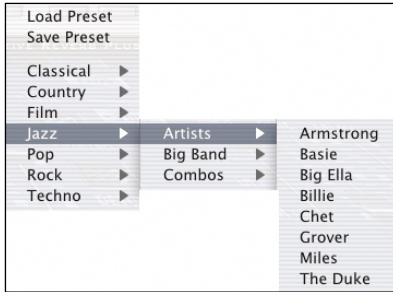 Load Preset
Save Preset
Classical
Country
Film
Jazz
Pop
Rock
Techno
Artists
Big Band
Combos
Armstrong
Basie
Big Ella
Billie
Chet
Grover
Miles
The Duke